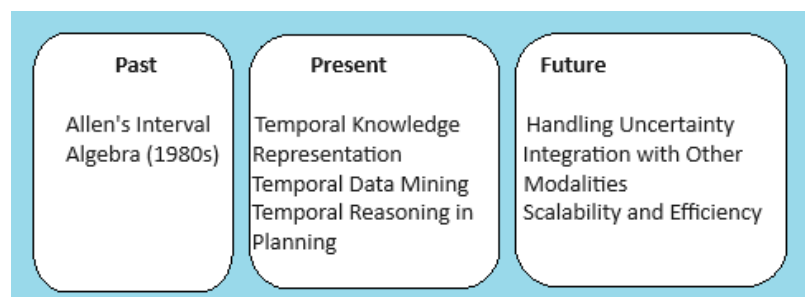 Past
Allen's Interval
Algebra (1980s)
Present
Temporal Knowledge
Representation
Temporal Data Mining
Temporal Reasoning in
Planning
Future
Handling Uncertainty
Integration with Other
Modalities
Scalability and Efficiency